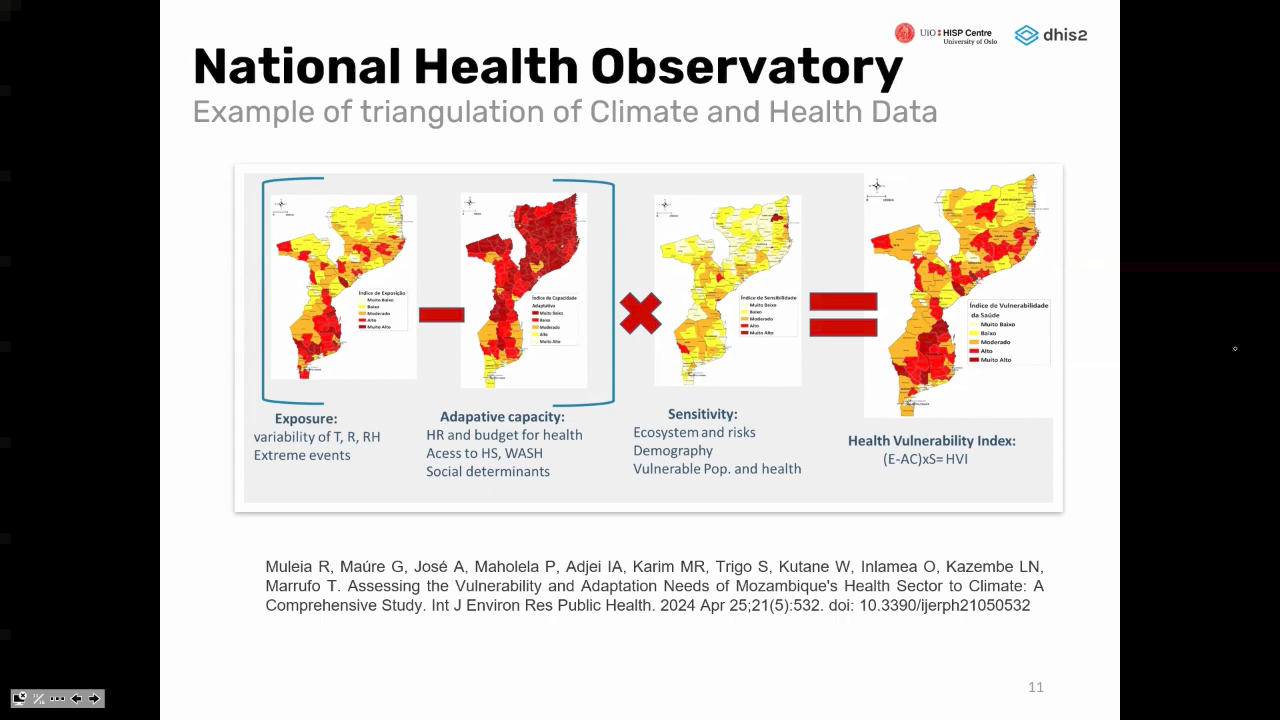 UiO HISP Centre
University of Oslo
dhis2
National Health Observatory
Example of triangulation of Climate and Health Data
Índice de Exposição
Muito Baixo
Baixo
Moderado
Alto
Muito Alto
Índice de Capacidade
Adaptativa
Muito Baixo
Baixo
Moderado
Alto
Muito Alto
Índice de Sensibilidade
Muito Baixo
Baixo
Moderado
Alto
Muito Alto
Índice de Vulnerabilidade
da Saúde
Muito Baixo
Baixo
Moderado
Alto
Muito Alto
Exposure:
variability of T, R, RH
Extreme events
Adapative capacity:
HR and budget for health
Acess to HS, WASH
Social determinants
Sensitivity:
Ecosystem and risks
Demography
Vulnerable Pop. and health
Health Vulnerability Index:
(E-AC)xS= HVI
Muleia R, Maúre G, José A, Maholela P, Adjei IA, Karim MR, Trigo S, Kutane W, Inlamea O, Kazembe LN,
Marrufo T. Assessing the Vulnerability and Adaptation Needs of Mozambique's Health Sector to Climate: A
Comprehensive Study. Int J Environ Res Public Health. 2024 Apr 25;21(5):532. doi: 10.3390/ijerph21050532
11